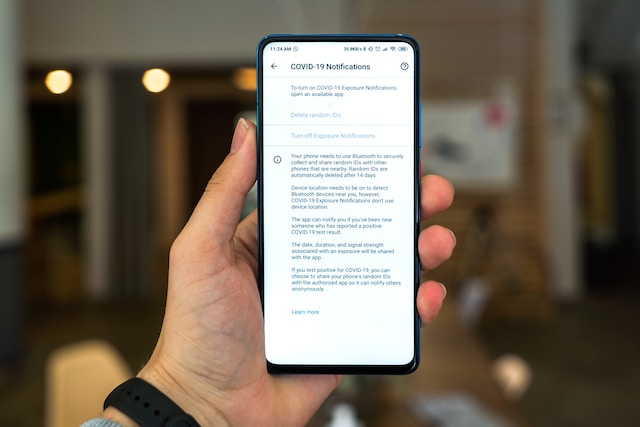 11:24 AM 35.8KB/s
COVID-19 Notifications
To turn on COVID-19 Exposure Notifications,
open an available app
Delete random IDs
Turn off Exposure Notifications
Your phone needs to use Bluetooth to securely
collect and share random IDs with other
phones that are nearby. Random IDs are
automatically deleted after 14 days.
Device location needs to be on to detect
Bluetooth devices near you, however,
COVID-19 Exposure Notifications don't use
device location.
The app can notify you if you've been near
someone who has reported a positive
COVID-19 test result.
The date, duration, and signal strength
associated with an exposure will be shared
with the app.
If you test positive for COVID-19, you can
choose to share your phone's random IDs
with the authorized app so it can notify others
anonymously.
Learn more